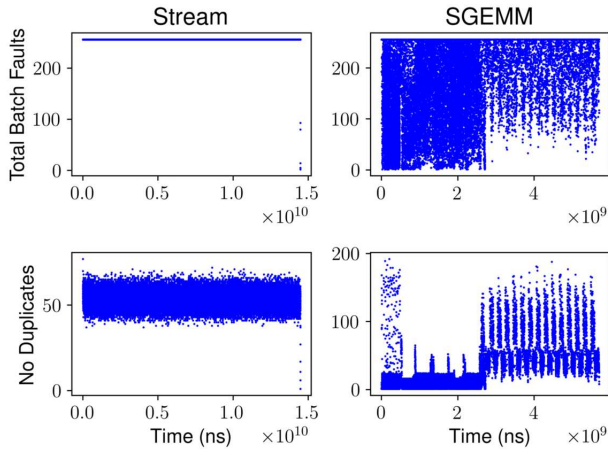 Stream SGEMM
Total Batch Faults
200
100
0
0.0 0.5 1.0 1.5
×10¹⁰
0 2 4
×10⁹
200
100
0
No Duplicates
50
0
0.0 0.5 1.0 1.5
Time (ns) ×10¹⁰
200
100
0
0 2 4
Time (ns) ×10⁹